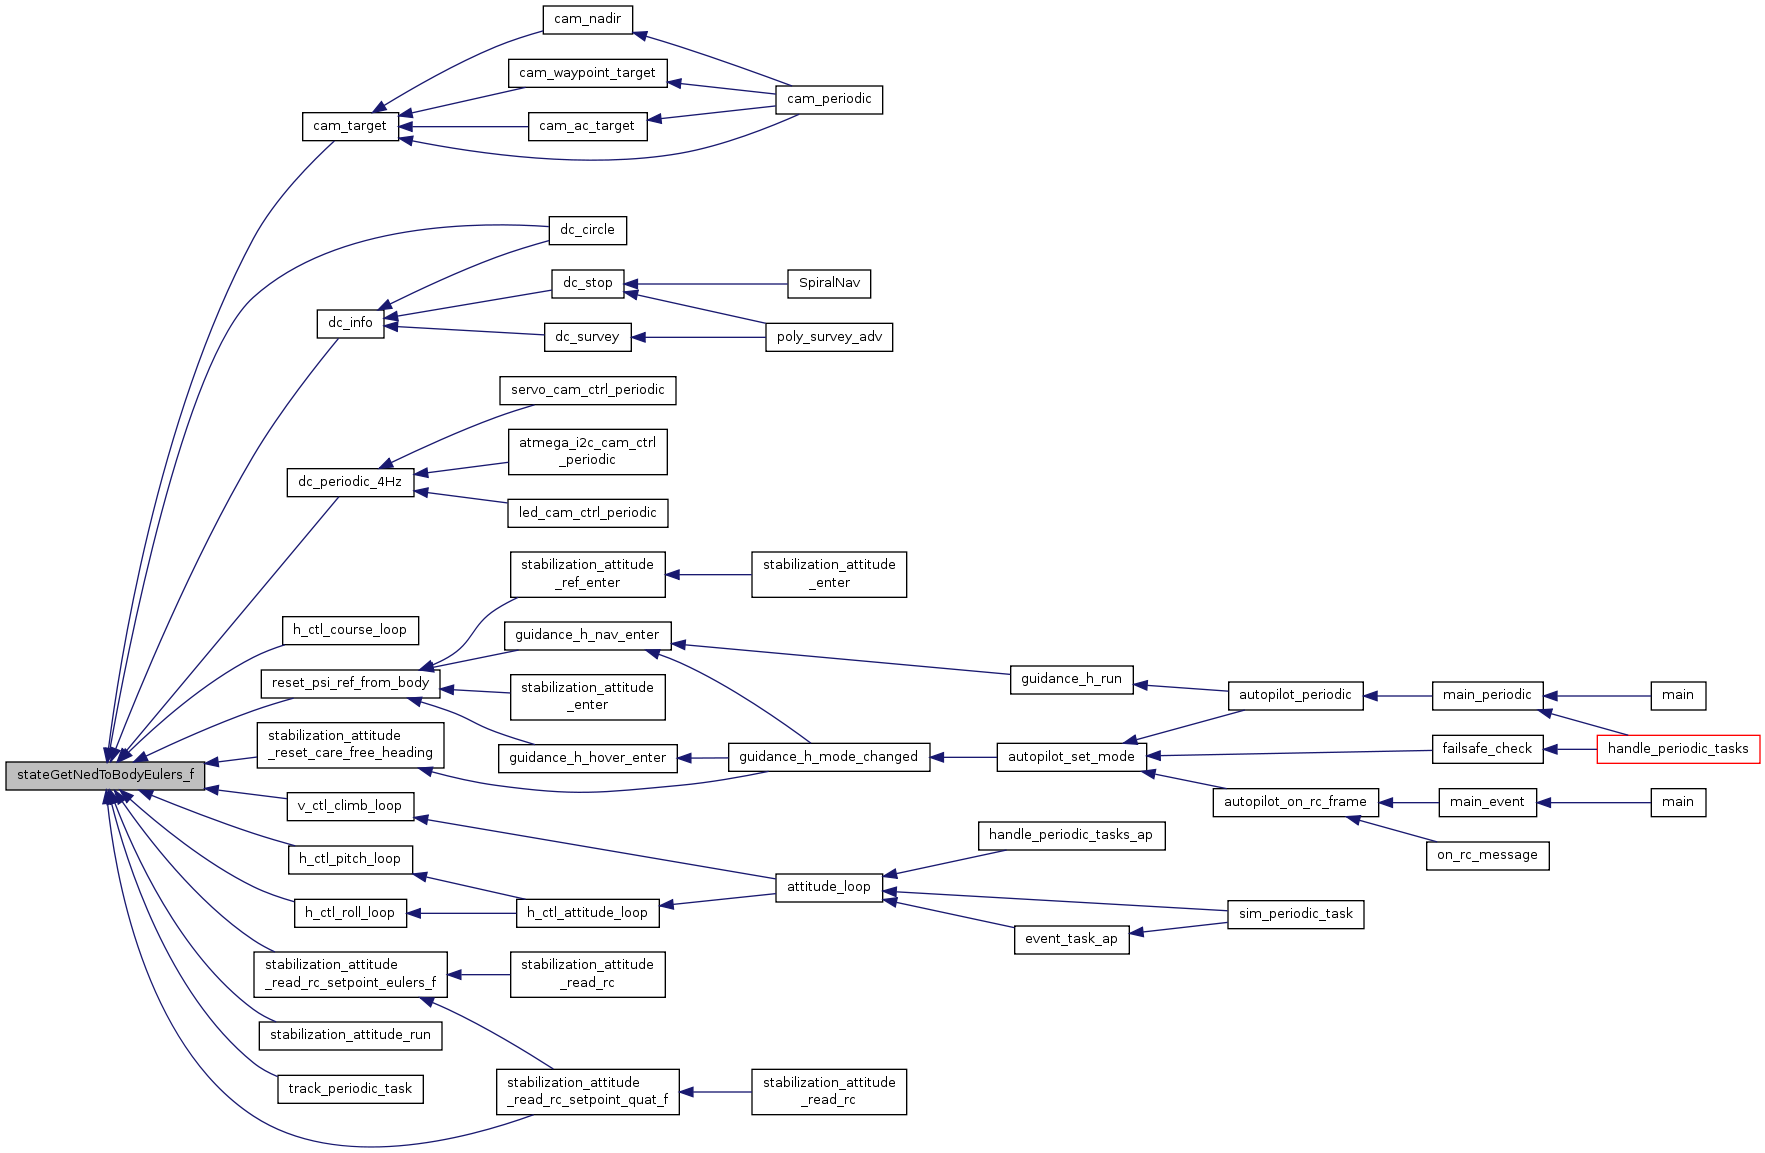 cam_nadir
cam_waypoint_target
cam_periodic
cam_target
cam_ac_target
dc_circle
dc_stop
SpiralNav
dc_info
dc_survey
poly_survey_adv
servo_cam_ctrl_periodic
atmega_i2c_cam_ctrl
_periodic
dc_periodic_4Hz
led_cam_ctrl_periodic
stabilization_attitude
_ref_enter
stabilization_attitude
_enter
h_ctl_course_loop
guidance_h_nav_enter
reset_psi_ref_from_body
stabilization_attitude
_enter
guidance_h_run
autopilot_periodic
main_periodic
main
stabilization_attitude
_reset_care_free_heading
guidance_h_hover_enter
guidance_h_mode_changed
autopilot_set_mode
failsafe_check
handle_periodic_tasks
stateGetNedToBodyEulers_f
v_ctl_climb_loop
autopilot_on_rc_frame
main_event
main
handle_periodic_tasks_ap
on_rc_message
h_ctl_pitch_loop
attitude_loop
h_ctl_roll_loop
h_ctl_attitude_loop
sim_periodic_task
event_task_ap
stabilization_attitude
_read_rc_setpoint_eulers_f
stabilization_attitude
_read_rc
stabilization_attitude_run
track_periodic_task
stabilization_attitude
_read_rc_setpoint_quat_f
stabilization_attitude
_read_rc